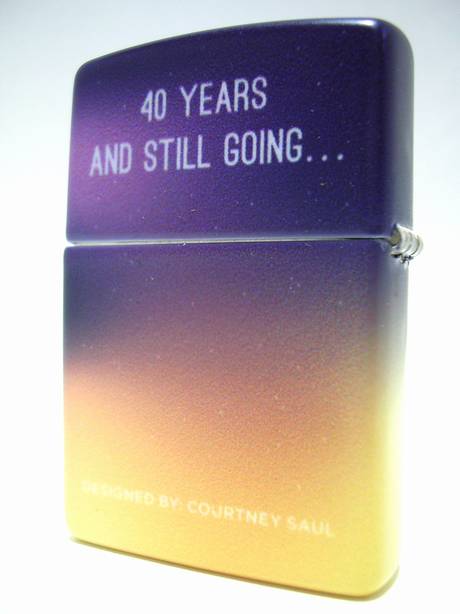 40 YEARS
AND STILL GOING...
DESIGNED BY: COURTNEY SAUL